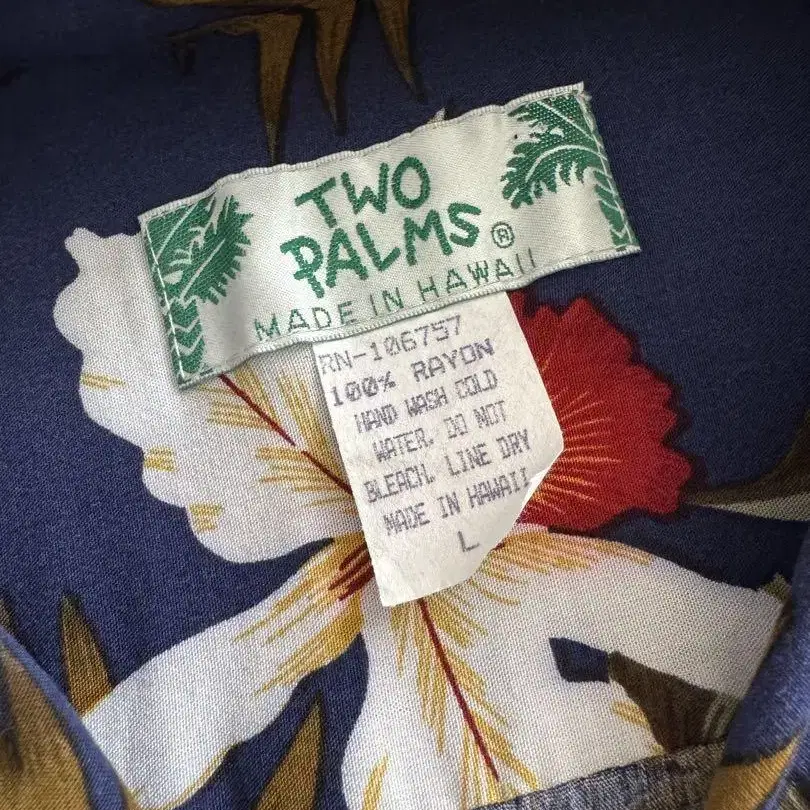 TWO
PALMS®
MADE IN HAWAII
RN-106757
100% RAYON
HAND WASH COLD
WATER. DO NOT
BLEACH. LINE DRY
MADE IN HAWAII
L